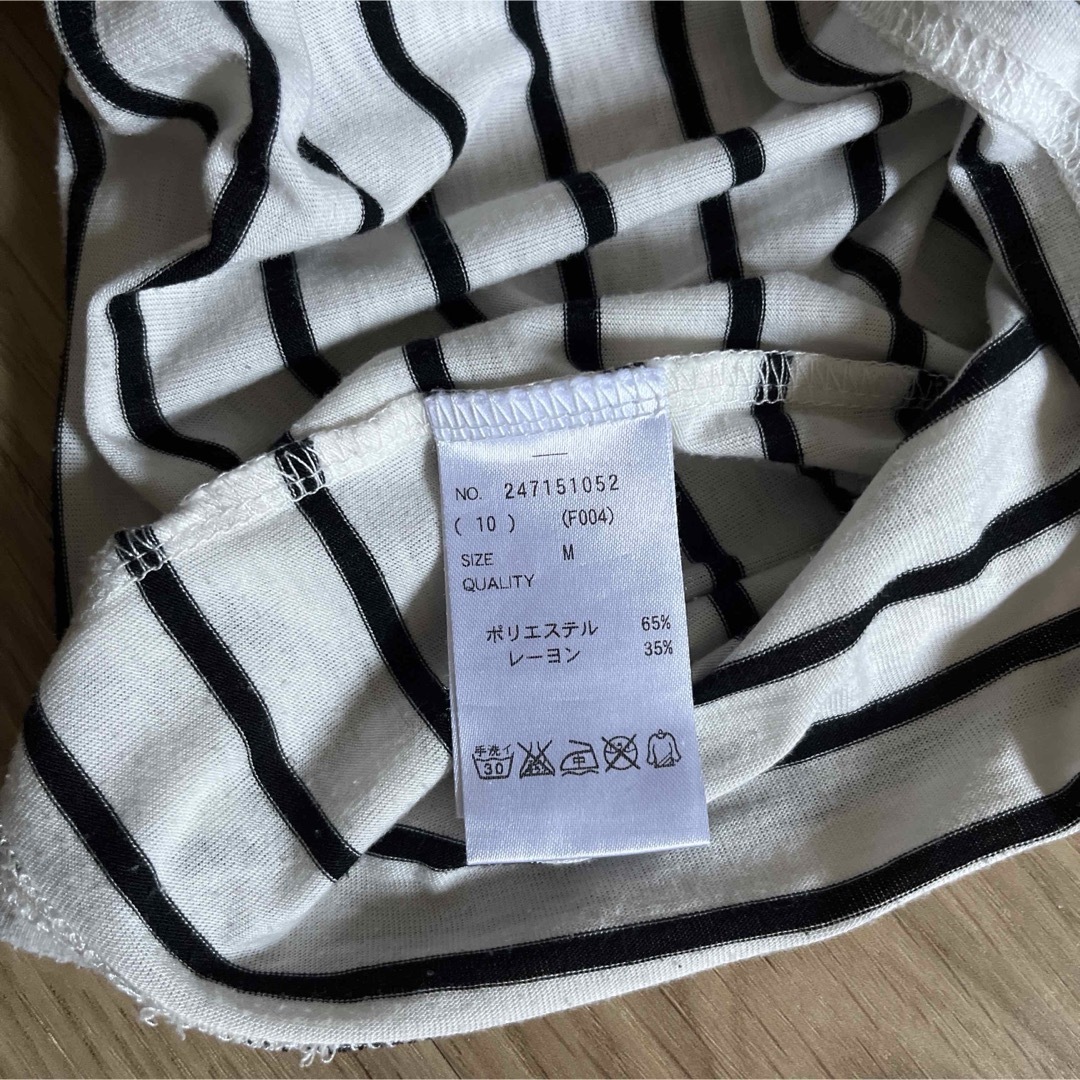 NO. 247151052
( 10 ) (F004)
SIZE M
QUALITY
ポリエステル 65%
レーヨン 35%
手洗イ 30 中